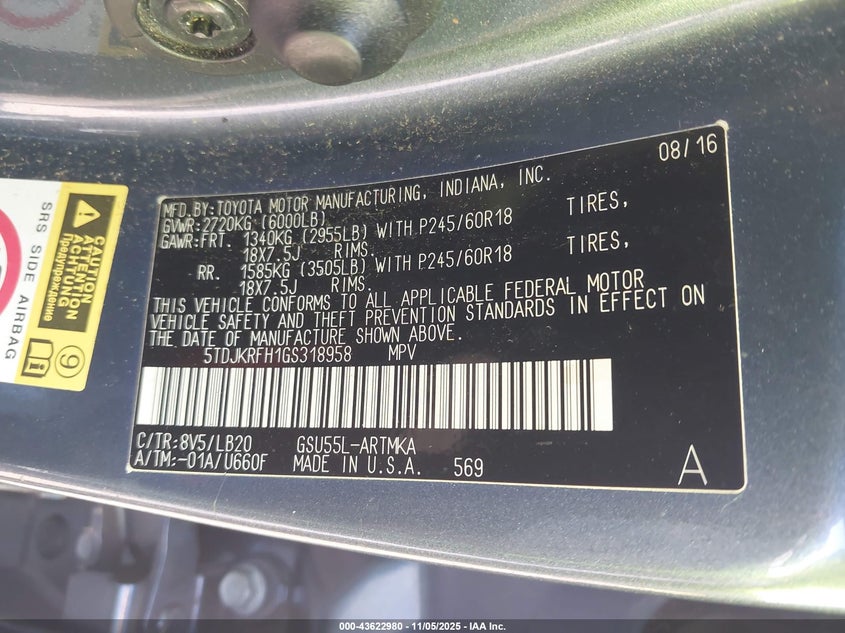 08/16
MFD.BY:TOYOTA MOTOR MANUFACTURING, INDIANA, INC.
GVWR:2720KG (6000LB)
GAWR:FRT. 1340KG (2955LB) WITH P245/60R18 TIRES,
18X7.5J RIMS.
RR. 1585KG (3505LB) WITH P245/60R18 TIRES,
18X7.5J RIMS.
THIS VEHICLE CONFORMS TO ALL APPLICABLE FEDERAL MOTOR
VEHICLE SAFETY AND THEFT PREVENTION STANDARDS IN EFFECT ON
THE DATE OF MANUFACTURE SHOWN ABOVE.
5TDJKRFH1GS318958 MPV
C/TR:8V5/LB20 GSU55L-ARTMKA
A/TM:-01A/U660F MADE IN U.S.A. 569
A
SRS SIDE AIRBAG
CAUTION
ATTENTION
ACHTUNG
Предупреждение
9
000-43622980 - 11/05/2025 - IAA Inc.